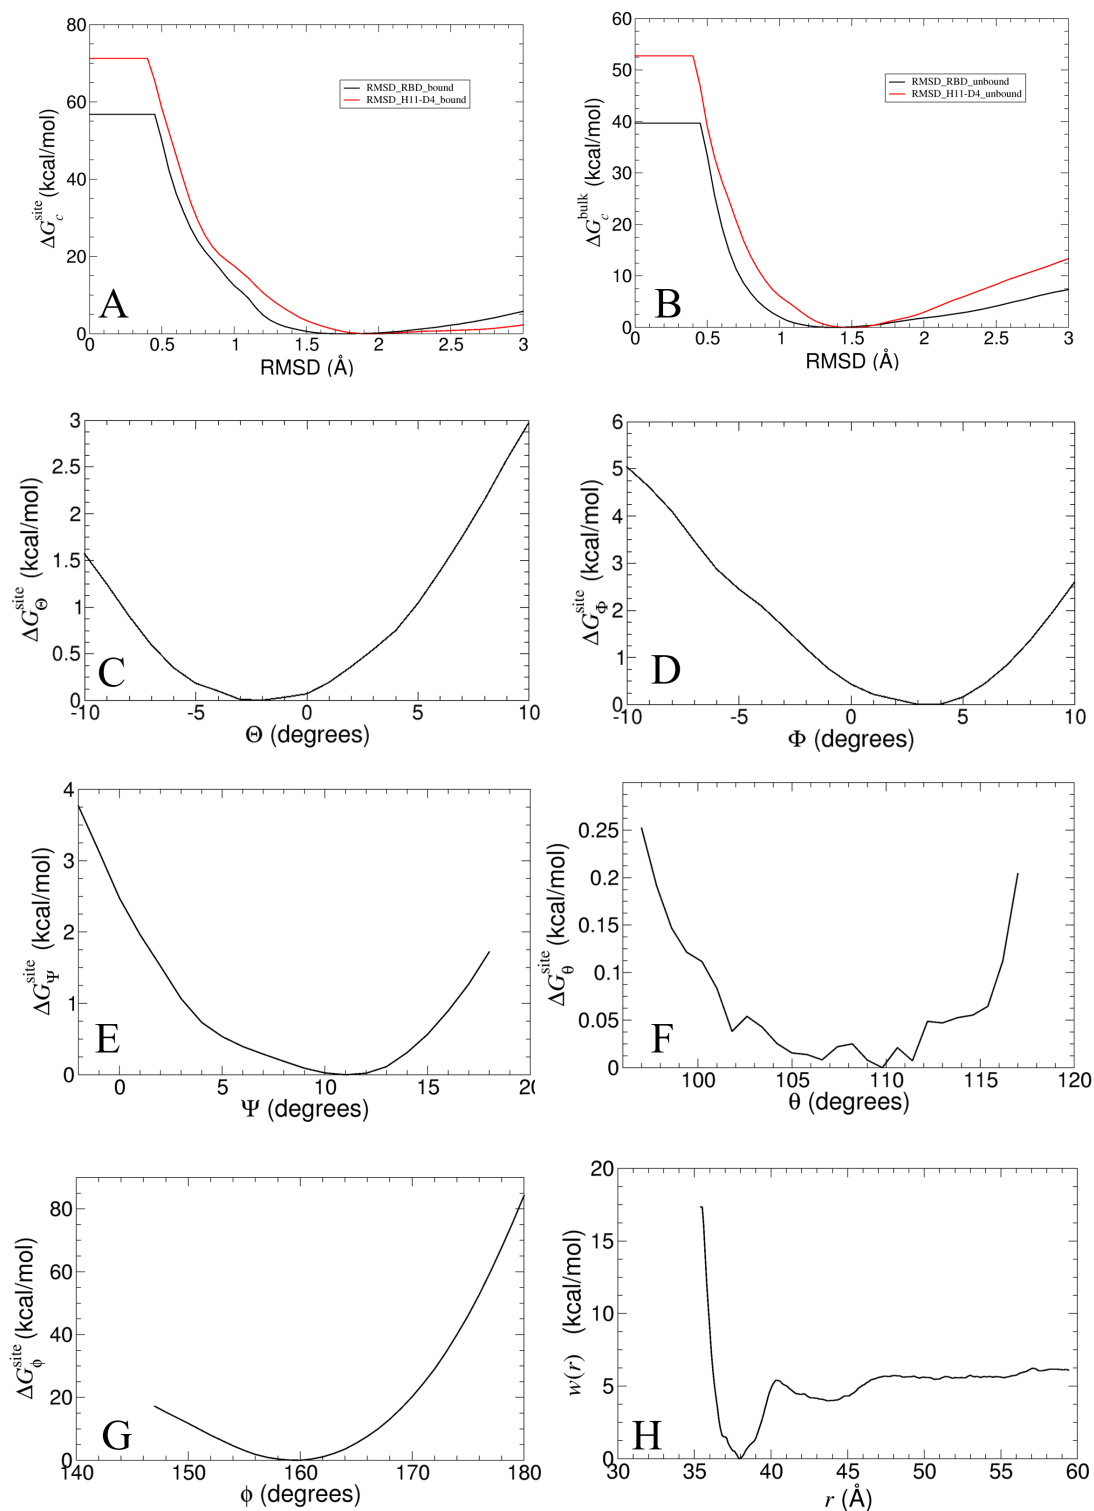 80
60
40
20
0
0 0.5 1 1.5 2 2.5 3
RMSD (Å)
ΔG_c^site (kcal/mol)
RMSD_RBD_bound
RMSD_H11-D4_bound
A
60
50
40
30
20
10
0
0 0.5 1 1.5 2 2.5 3
RMSD (Å)
ΔG_c^bulk (kcal/mol)
RMSD_RBD_unbound
RMSD_H11-D4_unbound
B
3
2.5
2
1.5
1
0.5
0
-10 -5 0 5 10
Θ (degrees)
ΔG_Θ^site (kcal/mol)
C
6
5
4
3
2
1
0
-10 -5 0 5 10
Φ (degrees)
ΔG_Φ^site (kcal/mol)
D
4
3
2
1
0
0 5 10 15 20
Ψ (degrees)
ΔG_Ψ^site (kcal/mol)
E
0.25
0.2
0.15
0.1
0.05
0
100 105 110 115 120
θ (degrees)
ΔG_θ^site (kcal/mol)
F
80
60
40
20
0
140 150 160 170 180
ϕ (degrees)
ΔG_ϕ^site (kcal/mol)
G
20
15
10
5
0
30 35 40 45 50 55 60
r (Å)
w(r) (kcal/mol)
H